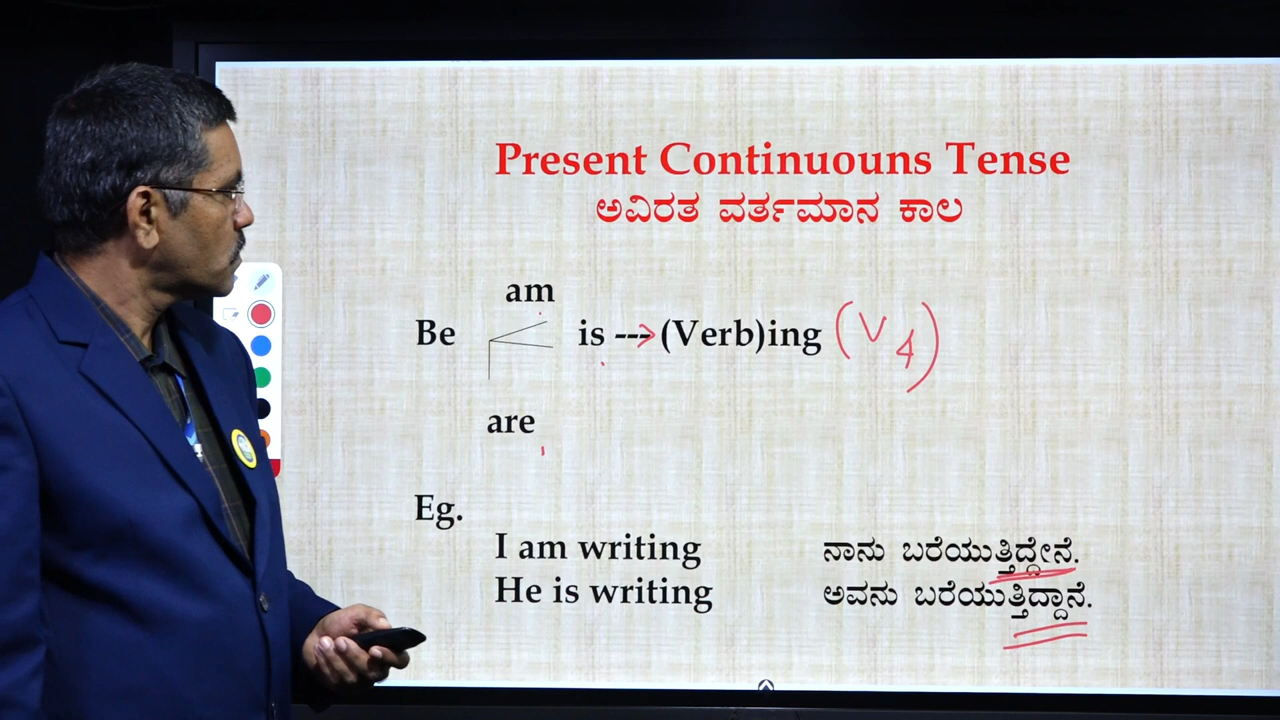 Present Continuouns Tense
ಅವಿರತ ವರ್ತಮಾನ ಕಾಲ
am
Be is ---> (Verb)ing (V4)
are
Eg.
I am writing ನಾನು ಬರೆಯುತ್ತಿದ್ದೇನೆ.
He is writing ಅವನು ಬರೆಯುತ್ತಿದ್ದಾನೆ.